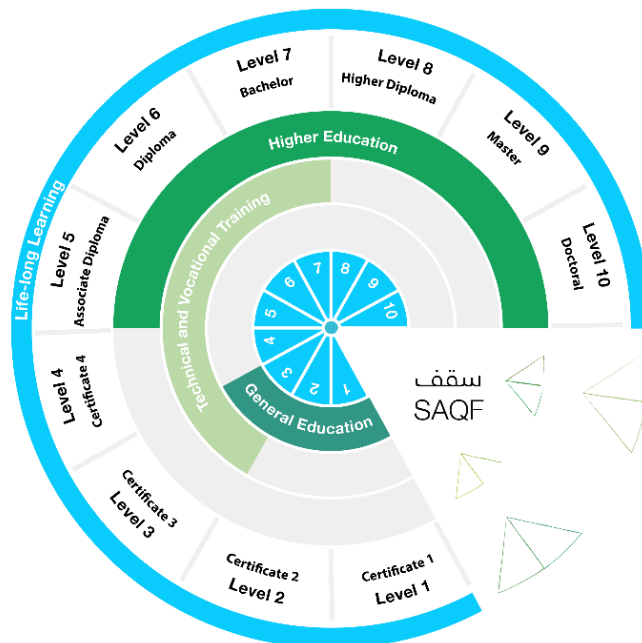 Life-long Learning
Level 1
Certificate 1
Level 2
Certificate 2
Level 3
Certificate 3
Level 4
Certificate 4
Level 5
Associate Diploma
Level 6
Diploma
Level 7
Bachelor
Level 8
Higher Diploma
Level 9
Master
Level 10
Doctoral
Higher Education
Technical and Vocational Training
General Education
1
2
3
4
5
6
7
8
9
10
سقف
SAQF